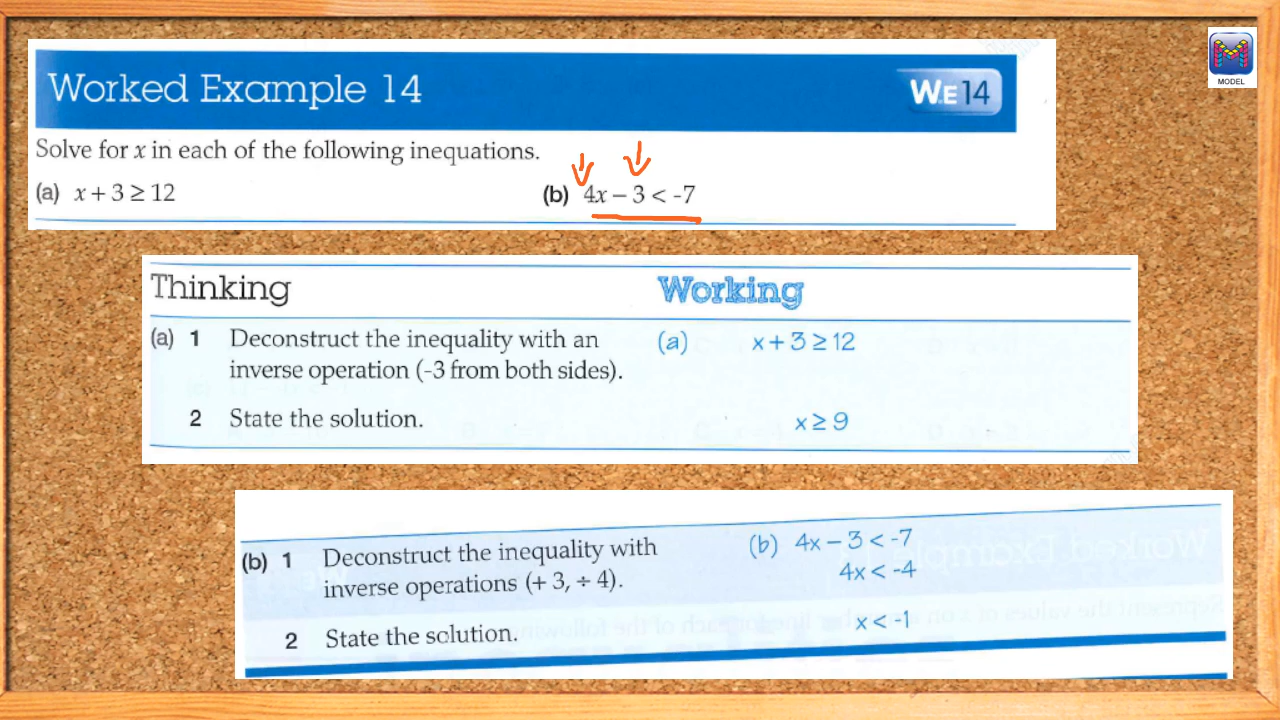 Worked Example 14
W.E 14
MODEL
Solve for x in each of the following inequations.
(a) x + 3 ≥ 12
(b) 4x – 3 < -7
Thinking
Working
(a) 1 Deconstruct the inequality with an
inverse operation (-3 from both sides).
(a) x + 3 ≥ 12
2 State the solution.
x ≥ 9
(b) 1 Deconstruct the inequality with
inverse operations (+ 3, ÷ 4).
(b) 4x – 3 < -7
4x < -4
2 State the solution.
x < -1